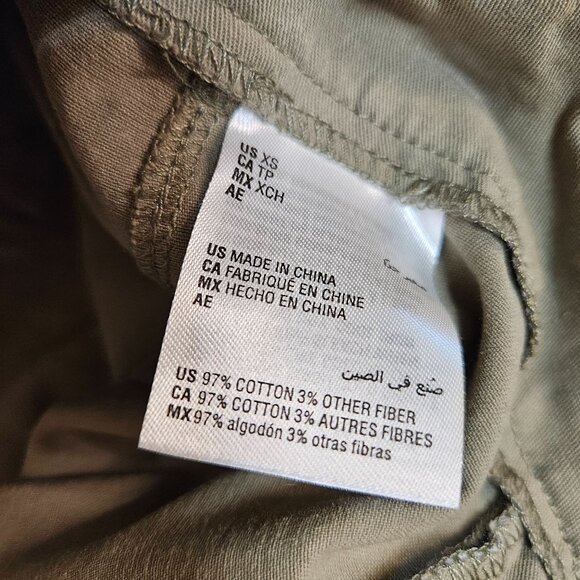 US XS
CA TP
MX XCH
AE
US MADE IN CHINA
CA FABRIQUÉ EN CHINE
MX HECHO EN CHINA
AE
صُنع في الصين
US 97% COTTON 3% OTHER FIBER
CA 97% COTTON 3% AUTRES FIBRES
MX 97% algodón 3% otras fibras